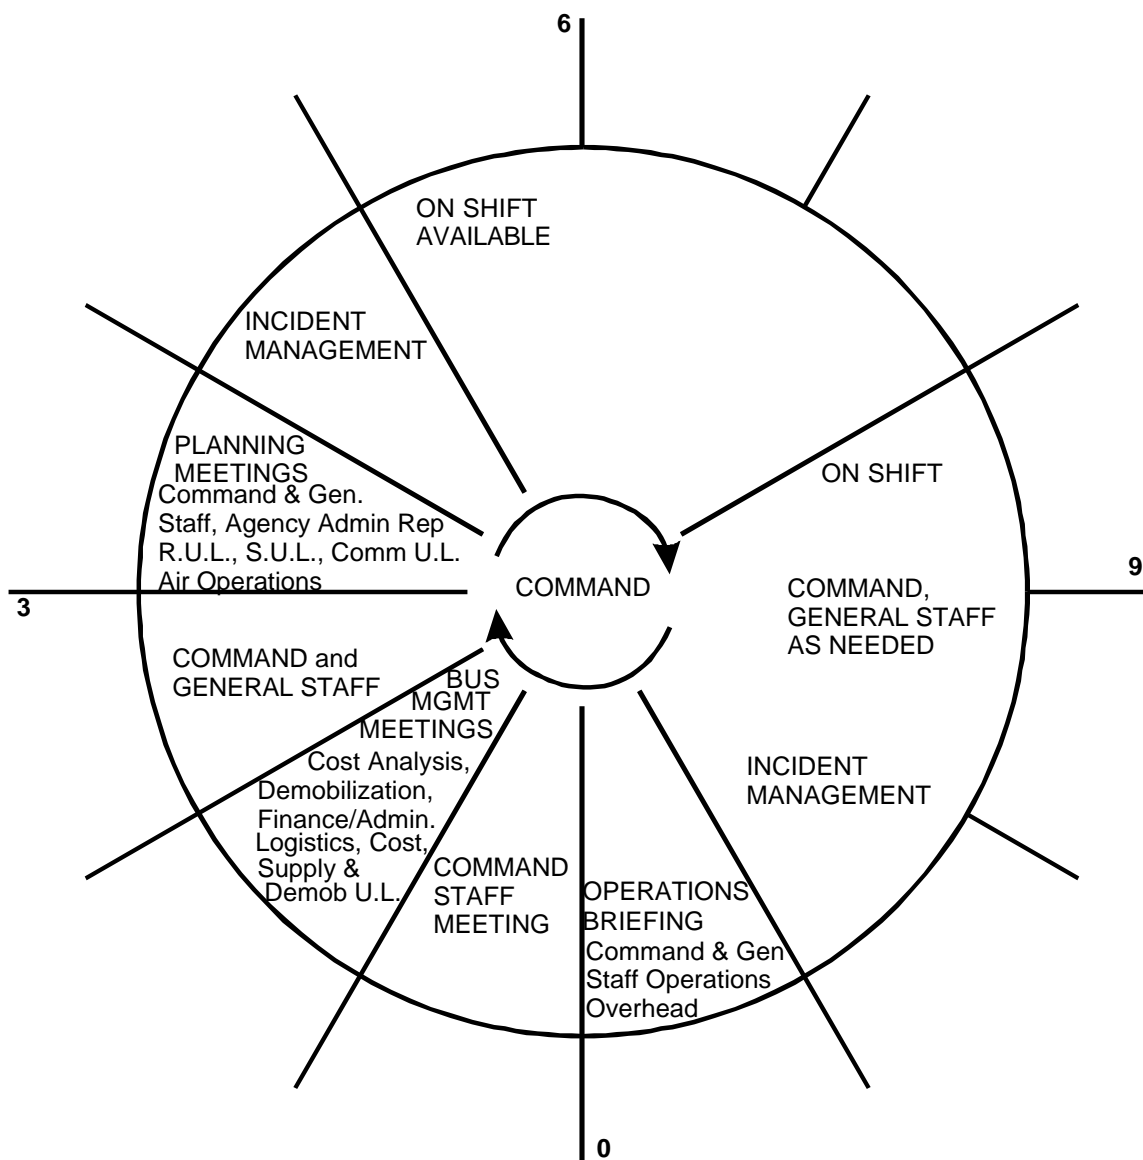 6
ON SHIFT
AVAILABLE
INCIDENT
MANAGEMENT
PLANNING
MEETINGS
Command & Gen.
Staff, Agency Admin Rep
R.U.L., S.U.L., Comm U.L.
Air Operations
3
COMMAND
ON SHIFT
9
COMMAND,
GENERAL STAFF
AS NEEDED
COMMAND and
GENERAL STAFF
BUS
MGMT
MEETINGS
Cost Analysis,
Demobilization,
Finance/Admin.
Logistics, Cost,
Supply &
Demob U.L.
INCIDENT
MANAGEMENT
COMMAND
STAFF
MEETING
OPERATIONS
BRIEFING
Command & Gen
Staff Operations
Overhead
0